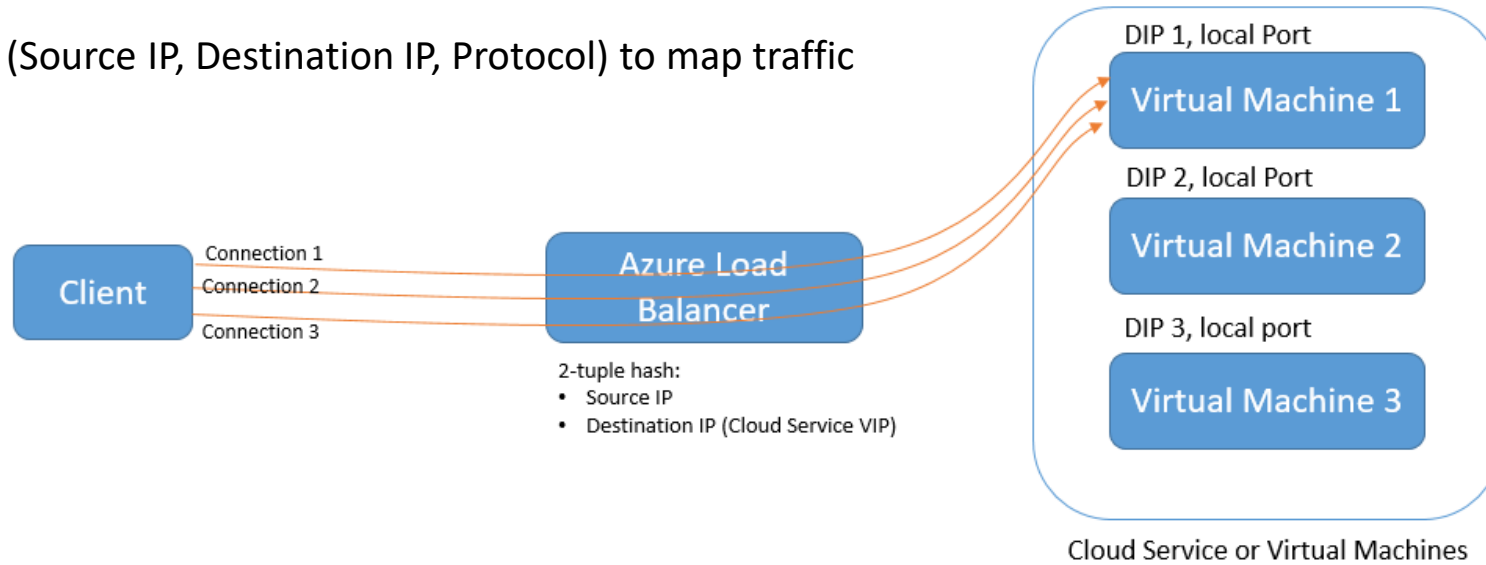 (Source IP, Destination IP, Protocol) to map traffic
Client
Connection 1
Connection 2
Connection 3
Azure Load
Balancer
2-tuple hash:
• Source IP
• Destination IP (Cloud Service VIP)
DIP 1, local Port
Virtual Machine 1
DIP 2, local Port
Virtual Machine 2
DIP 3, local port
Virtual Machine 3
Cloud Service or Virtual Machines